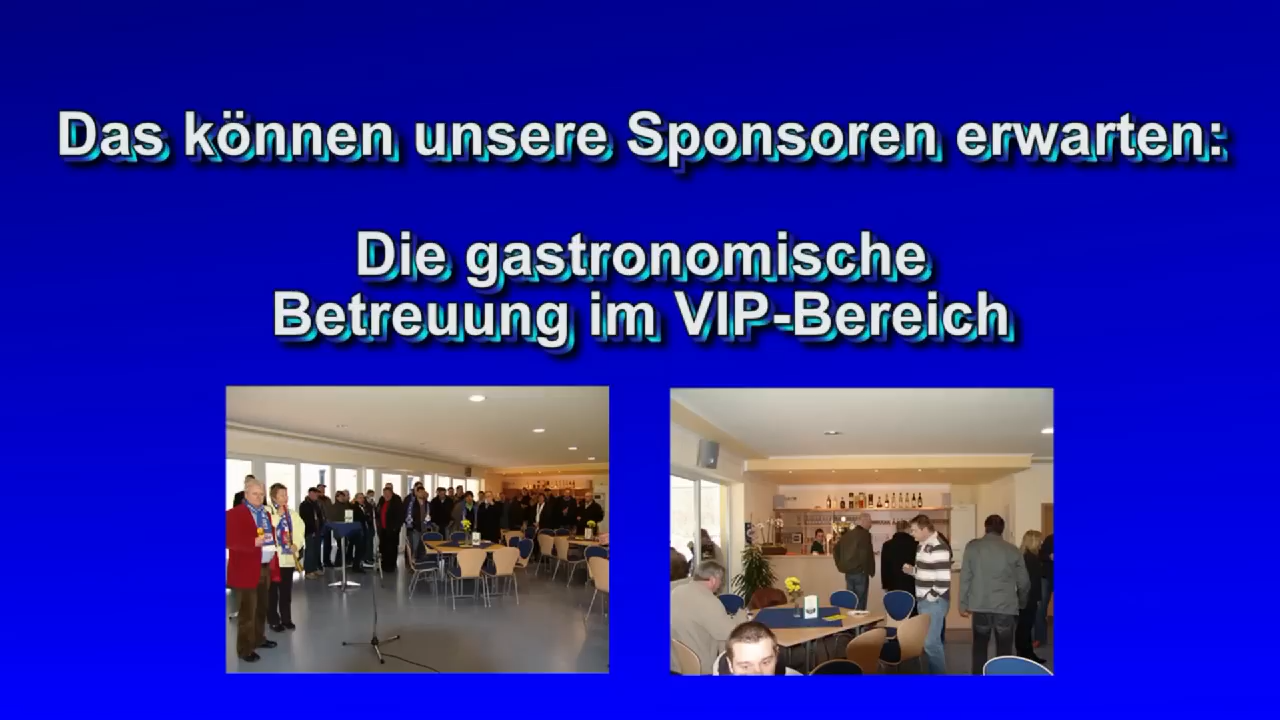 Das können unsere Sponsoren erwarten:
Die gastronomische
Betreuung im VIP-Bereich